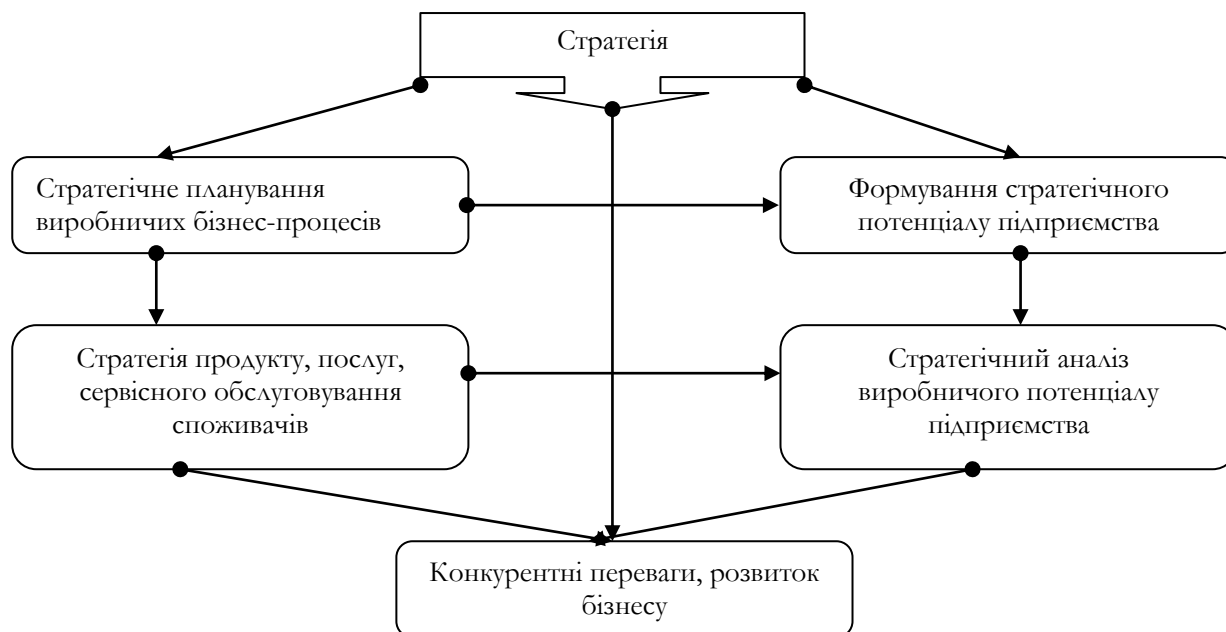 Стратегія
Стратегічне планування
виробничих бізнес-процесів
Формування стратегічного
потенціалу підприємства
Стратегія продукту, послуг,
сервісного обслуговування
споживачів
Стратегічний аналіз
виробничого потенціалу
підприємства
Конкурентні переваги, розвиток
бізнесу